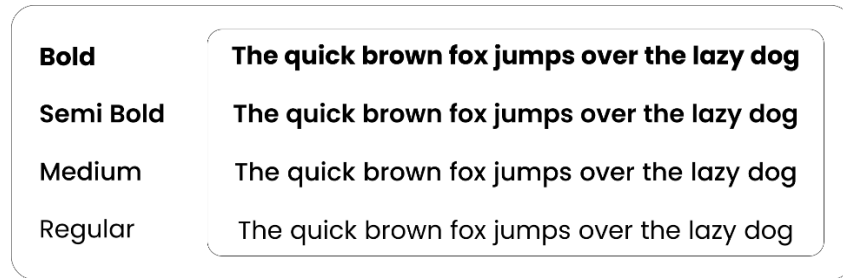 Bold The quick brown fox jumps over the lazy dog
Semi Bold The quick brown fox jumps over the lazy dog
Medium The quick brown fox jumps over the lazy dog
Regular The quick brown fox jumps over the lazy dog